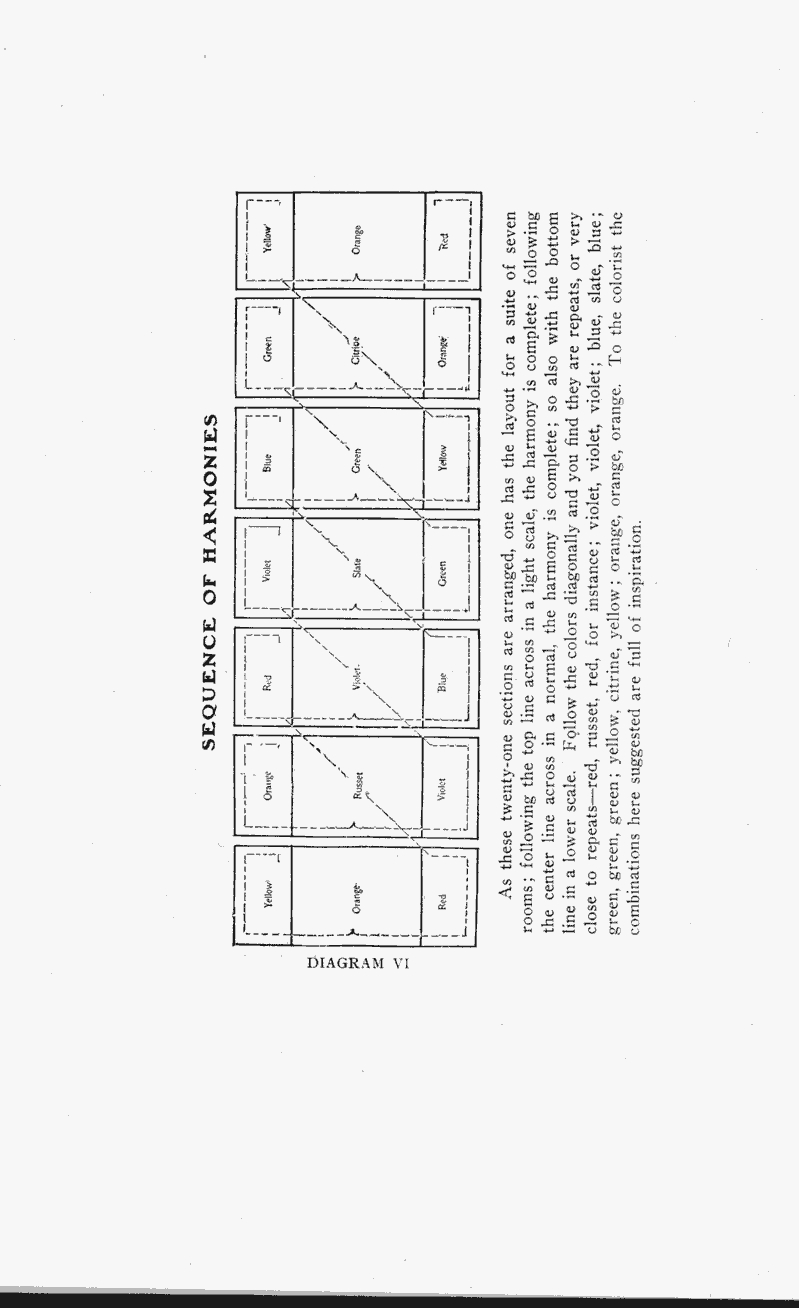 SEQUENCE OF HARMONIES
Yellow
Orange
Red
Violet
Blue
Green
Yellow
Orange
Russet
Violet
Slate
Green
Citrine
Orange
Red
Violet
Blue
Green
Yellow
Orange
Red
DIAGRAM VI
As these twenty-one sections are arranged, one has the layout for a suite of seven
rooms; following the top line across in a light scale, the harmony is complete; following
the center line across in a normal, the harmony is complete; so also with the bottom
line in a lower scale. Follow the colors diagonally and you find they are repeats, or very
close to repeats—red, russet, red, for instance; violet, violet, violet; blue, slate, blue;
green, green, green; yellow, citrine, yellow; orange, orange, orange. To the colorist the
combinations here suggested are full of inspiration.